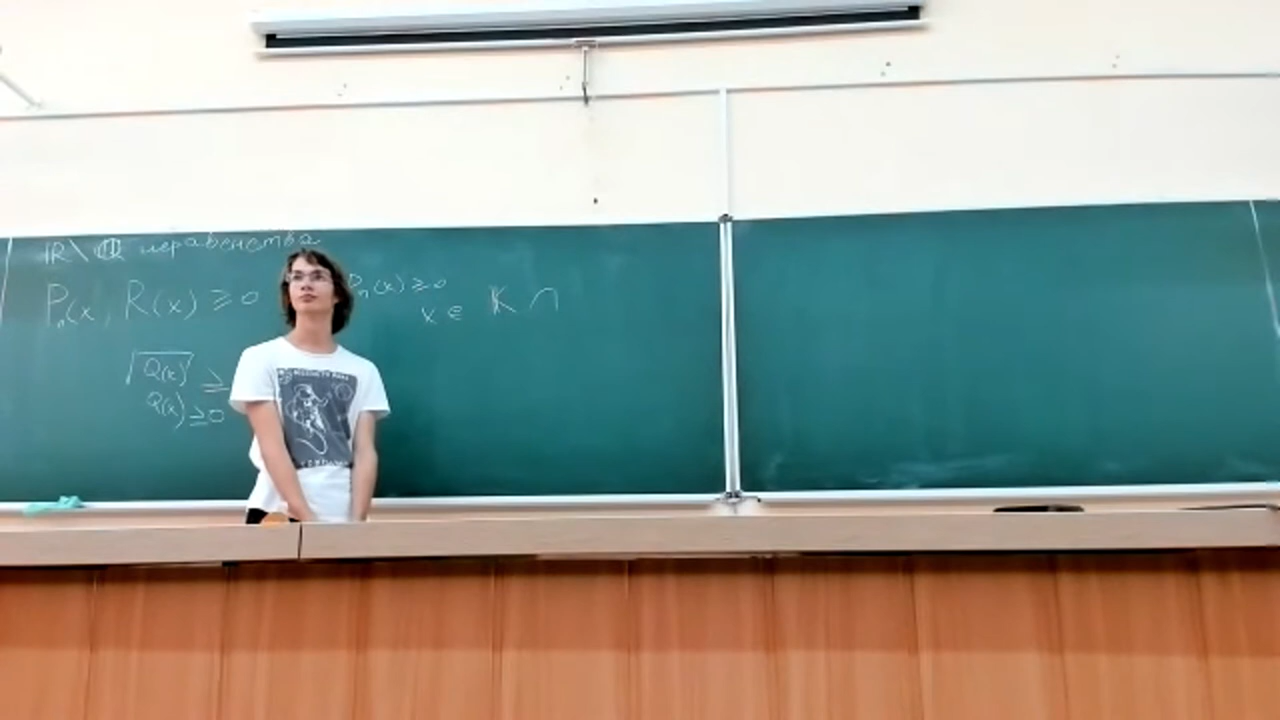 ℝ\ℚ неравенства
Pₙ(x, R(x) ≥ 0 Pₙ(x) ≥ 0
x ∈ K ∩
√Q(x) ≥
Q(x) ≥ 0